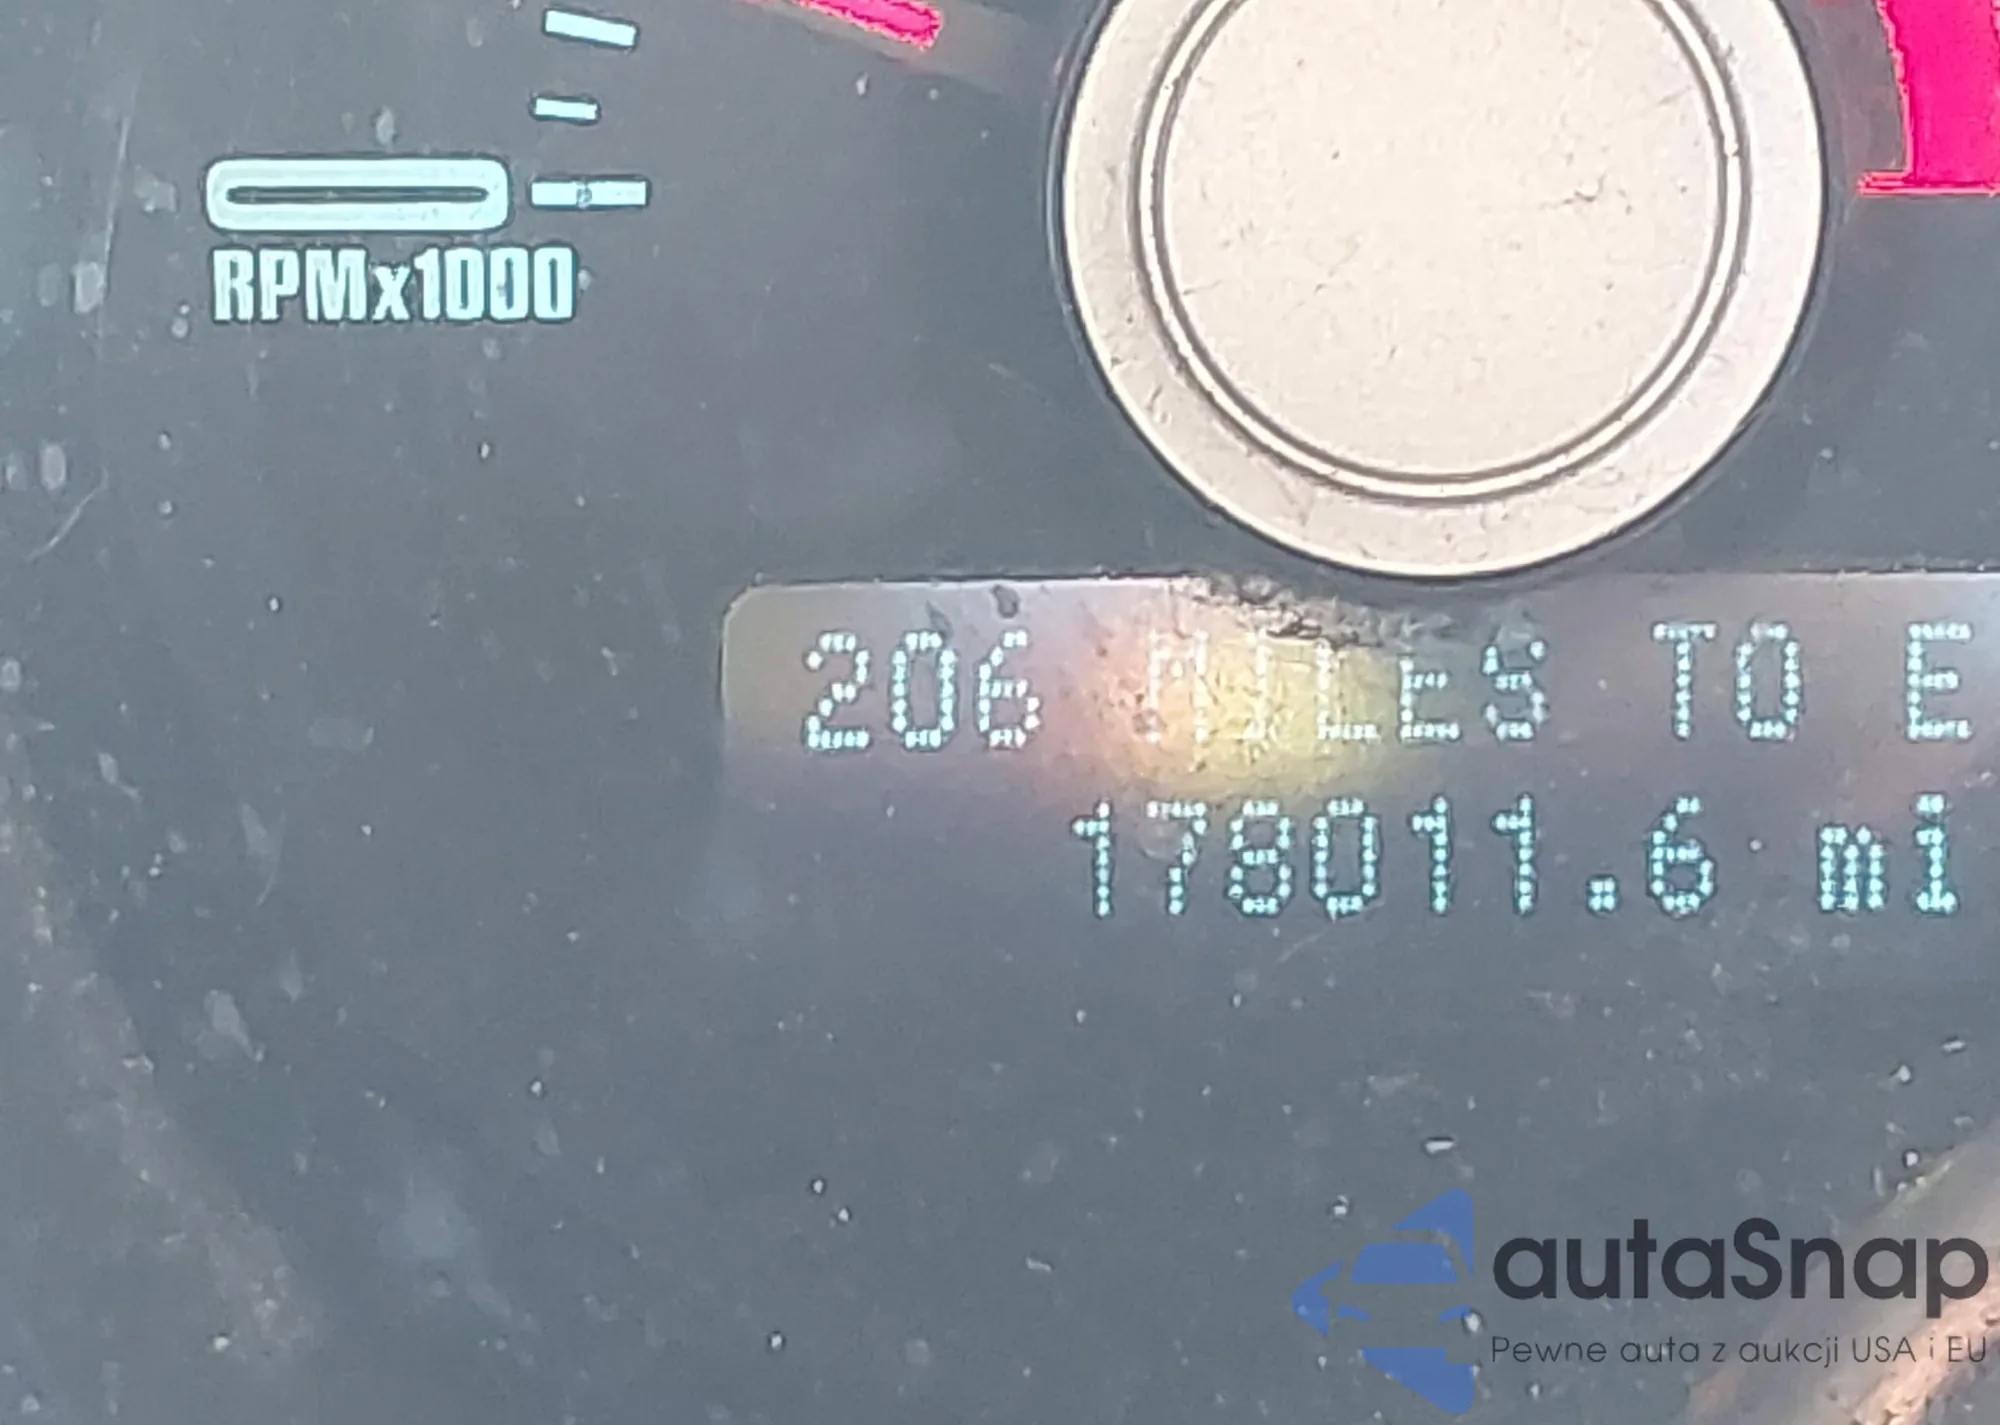 RPMx1000
206 MILES TO E
178011.6 mi
autaSnap
Pewne auta z aukcji USA i EU